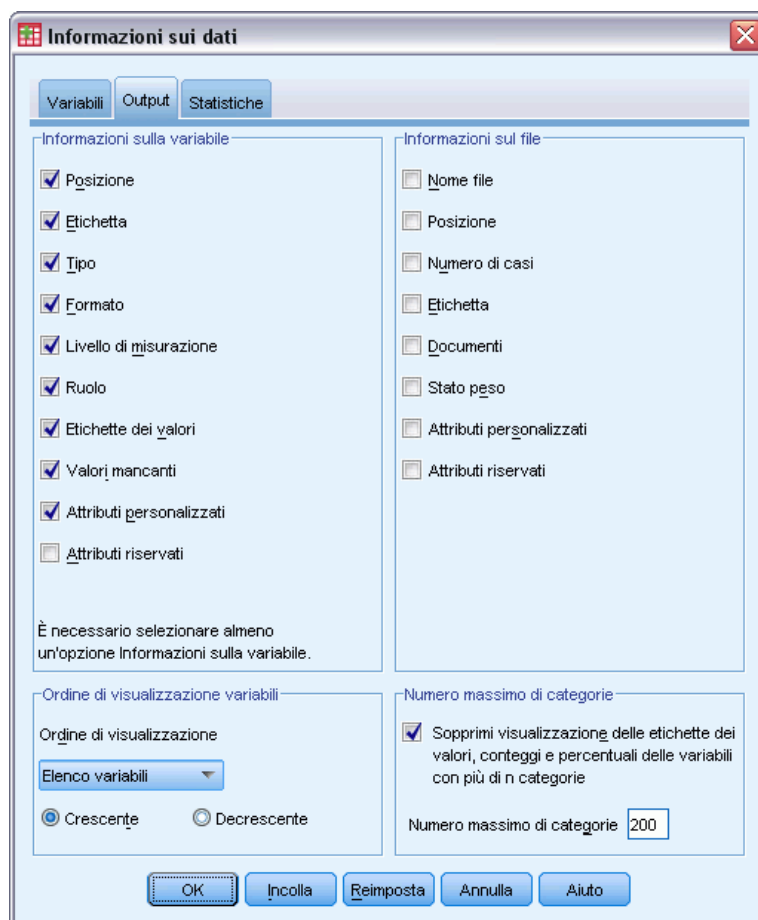 Informazioni sui dati
Variabili
Output
Statistiche
Informazioni sulla variabile
Posizione
Etichetta
Tipo
Formato
Livello di misurazione
Ruolo
Etichette dei valori
Valori mancanti
Attributi personalizzati
Attributi riservati
È necessario selezionare almeno
un'opzione Informazioni sulla variabile.
Informazioni sul file
Nome file
Posizione
Numero di casi
Etichetta
Documenti
Stato peso
Attributi personalizzati
Attributi riservati
Ordine di visualizzazione variabili
Ordine di visualizzazione
Elenco variabili
Crescente
Decrescente
Numero massimo di categorie
Sopprimi visualizzazione delle etichette dei
valori, conteggi e percentuali delle variabili
con più di n categorie
Numero massimo di categorie 200
OK
Incolla
Reimposta
Annulla
Aiuto